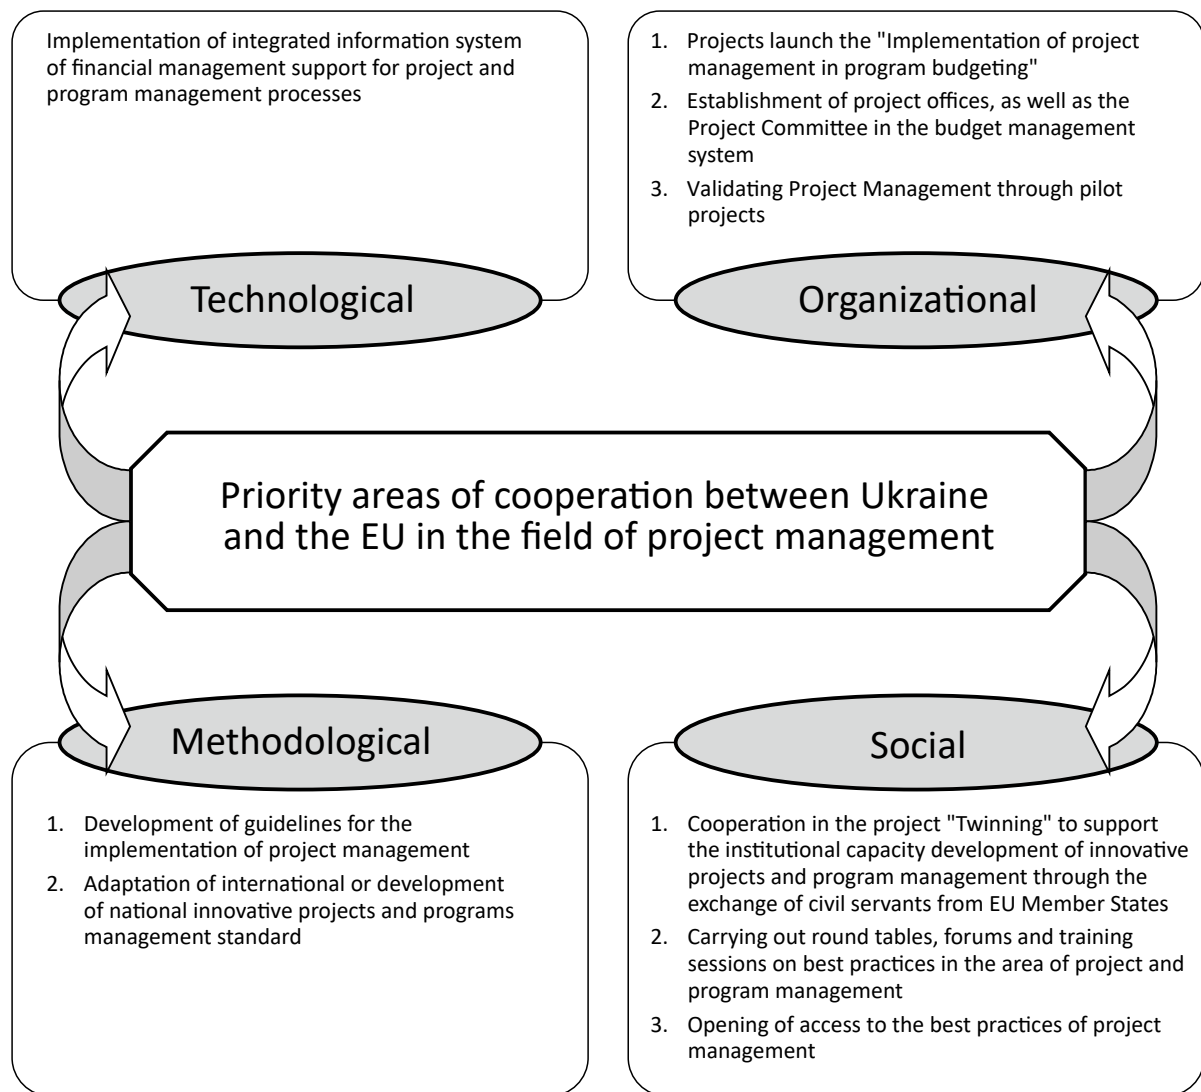 Implementation of integrated information system
of financial management support for project and
program management processes
Technological
1. Projects launch the "Implementation of project
management in program budgeting"
2. Establishment of project offices, as well as the
Project Committee in the budget management
system
3. Validating Project Management through pilot
projects
Organizational
Priority areas of cooperation between Ukraine
and the EU in the field of project management
Methodological
1. Development of guidelines for the
implementation of project management
2. Adaptation of international or development
of national innovative projects and programs
management standard
Social
1. Cooperation in the project "Twinning" to support
the institutional capacity development of innovative
projects and program management through the
exchange of civil servants from EU Member States
2. Carrying out round tables, forums and training
sessions on best practices in the area of project and
program management
3. Opening of access to the best practices of project
management